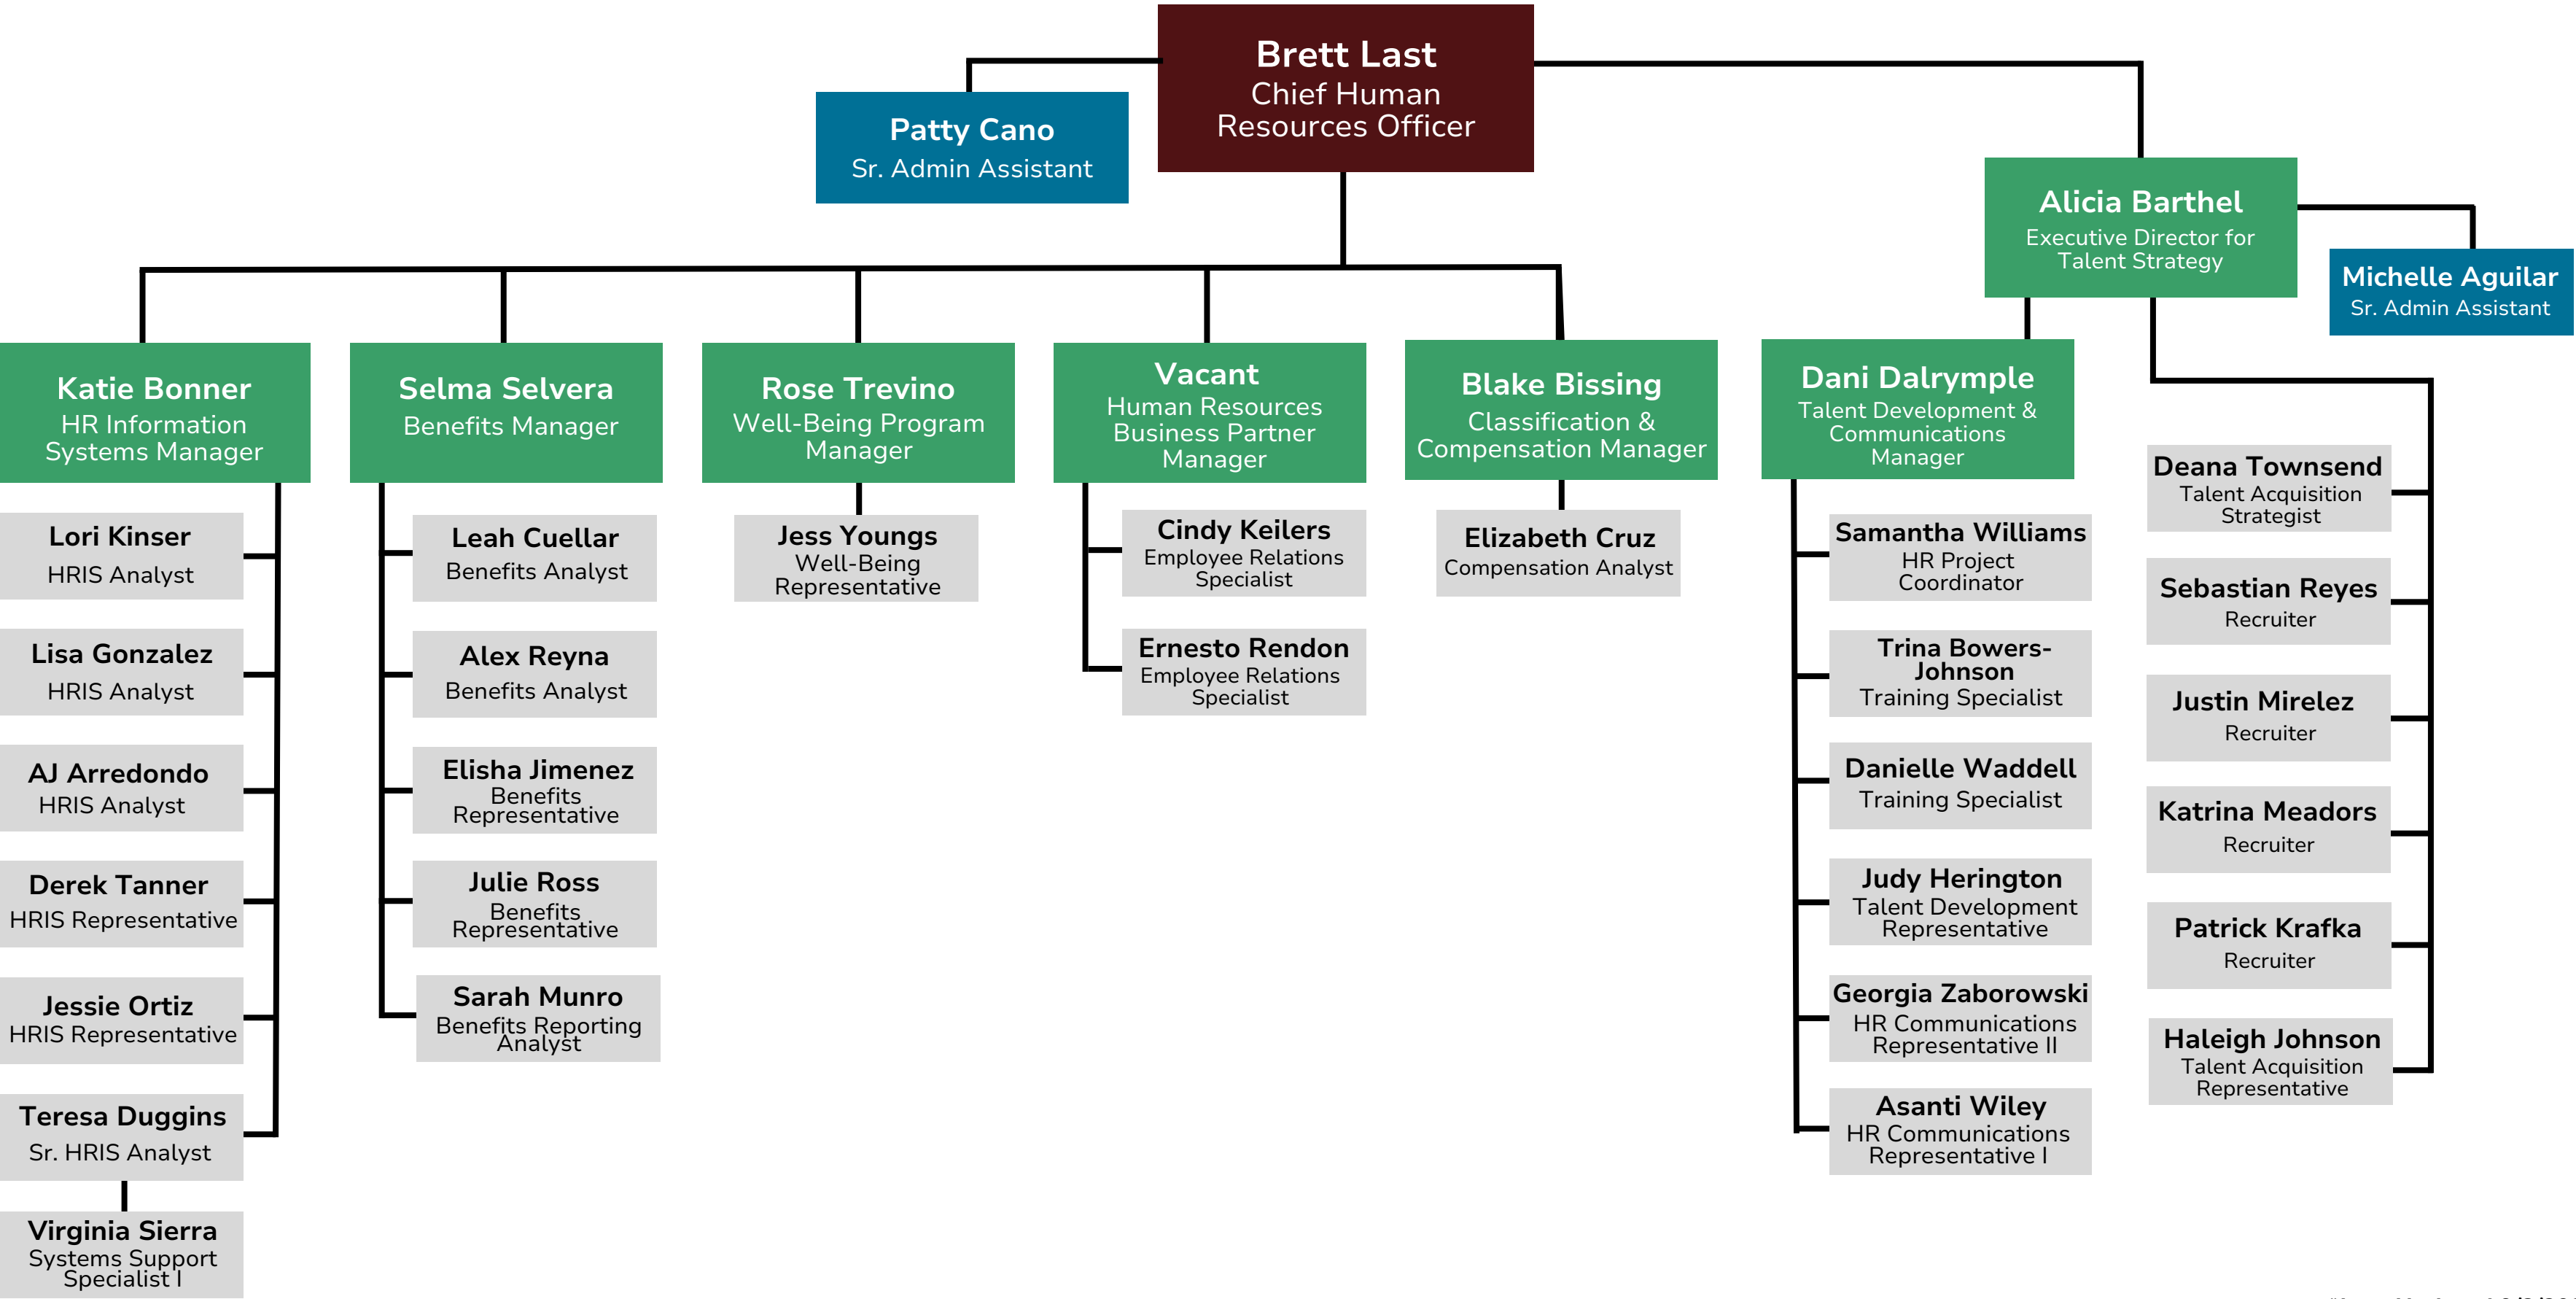 Brett Last
Chief Human
Resources Officer
Patty Cano
Sr. Admin Assistant
Alicia Barthel
Executive Director for
Talent Strategy
Michelle Aguilar
Sr. Admin Assistant
Katie Bonner
HR Information
Systems Manager
Lori Kinser
HRIS Analyst
Lisa Gonzalez
HRIS Analyst
AJ Arredondo
HRIS Analyst
Derek Tanner
HRIS Representative
Jessie Ortiz
HRIS Representative
Teresa Duggins
Sr. HRIS Analyst
Virginia Sierra
Systems Support
Specialist I
Selma Selvera
Benefits Manager
Leah Cuellar
Benefits Analyst
Alex Reyna
Benefits Analyst
Elisha Jimenez
Benefits
Representative
Julie Ross
Benefits
Representative
Sarah Munro
Benefits Reporting
Analyst
Rose Trevino
Well-Being Program
Manager
Jess Youngs
Well-Being
Representative
Vacant
Human Resources
Business Partner
Manager
Cindy Keilers
Employee Relations
Specialist
Ernesto Rendon
Employee Relations
Specialist
Blake Bissing
Classification &
Compensation Manager
Elizabeth Cruz
Compensation Analyst
Dani Dalrymple
Talent Development &
Communications
Manager
Samantha Williams
HR Project
Coordinator
Trina Bowers-
Johnson
Training Specialist
Danielle Waddell
Training Specialist
Judy Herington
Talent Development
Representative
Georgia Zaborowski
HR Communications
Representative II
Asanti Wiley
HR Communications
Representative I
Deana Townsend
Talent Acquisition
Strategist
Sebastian Reyes
Recruiter
Justin Mirelez
Recruiter
Katrina Meadors
Recruiter
Patrick Krafka
Recruiter
Haleigh Johnson
Talent Acquisition
Representative